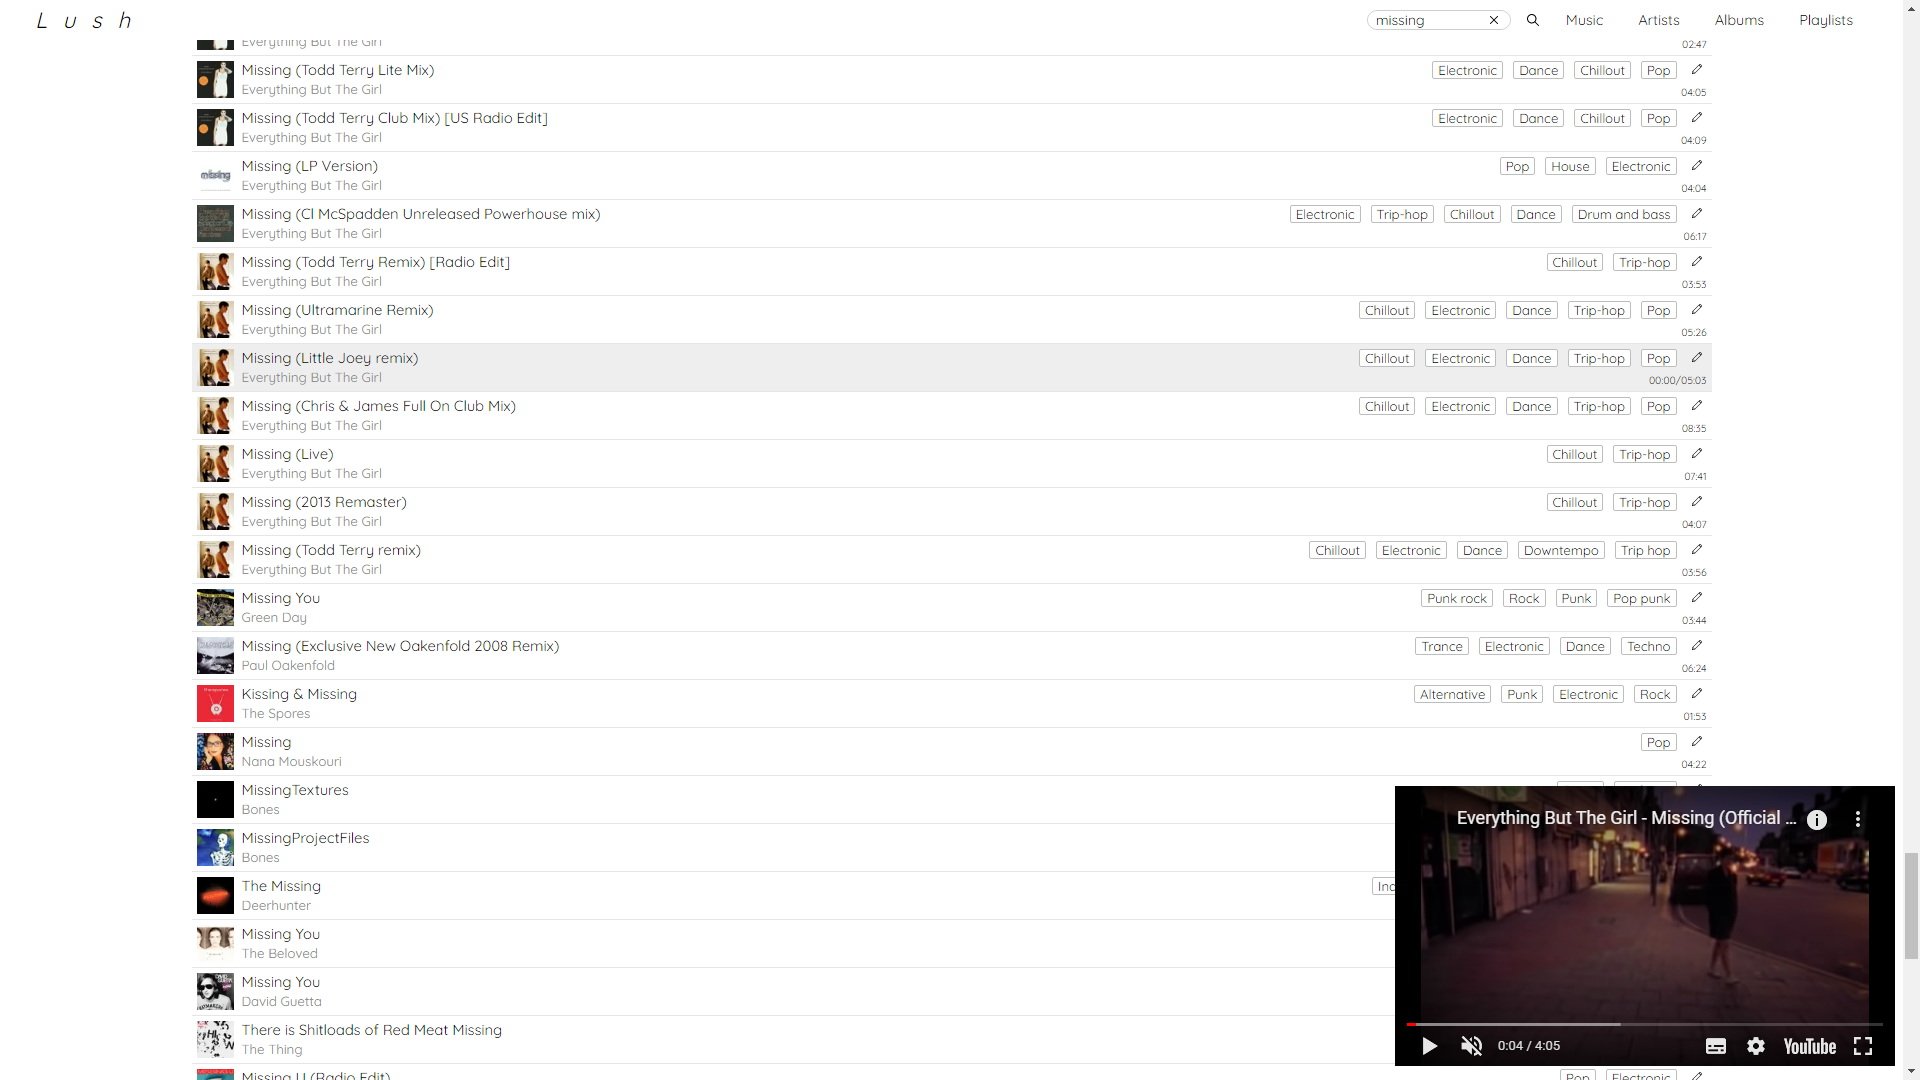 Lush
missing
Music
Artists
Albums
Playlists
Everything But The Girl
02:47
Missing (Todd Terry Lite Mix)
Electronic Dance Chillout Pop
Everything But The Girl
04:05
Missing (Todd Terry Club Mix) [US Radio Edit]
Electronic Dance Chillout Pop
Everything But The Girl
04:09
Missing (LP Version)
Pop House Electronic
Everything But The Girl
04:04
missing
Missing (Cl McSpadden Unreleased Powerhouse mix)
Electronic Trip-hop Chillout Dance Drum and bass
Everything But The Girl
06:17
Missing (Todd Terry Remix) [Radio Edit]
Chillout Trip-hop
Everything But The Girl
03:53
Missing (Ultramarine Remix)
Chillout Electronic Dance Trip-hop Pop
Everything But The Girl
05:26
Missing (Little Joey remix)
Chillout Electronic Dance Trip-hop Pop
Everything But The Girl
00:00/05:03
Missing (Chris & James Full On Club Mix)
Chillout Electronic Dance Trip-hop Pop
Everything But The Girl
08:35
Missing (Live)
Chillout Trip-hop
Everything But The Girl
07:41
Missing (2013 Remaster)
Chillout Trip-hop
Everything But The Girl
04:07
Missing (Todd Terry remix)
Chillout Electronic Dance Downtempo Trip hop
Everything But The Girl
03:56
Missing You
Punk rock Rock Punk Pop punk
Green Day
03:44
Missing (Exclusive New Oakenfold 2008 Remix)
Trance Electronic Dance Techno
Paul Oakenfold
06:24
Kissing & Missing
Alternative Punk Electronic Rock
The Spores
01:53
Missing
Pop
Nana Mouskouri
04:22
MissingTextures
Bones
MissingProjectFiles
Bones
The Missing
Deerhunter
Missing You
The Beloved
Missing You
David Guetta
There is Shitloads of Red Meat Missing
The Thing
Missing U (Radio Edit)
Pop Electronic
Everything But The Girl - Missing (Official ...
0:04 / 4:05
YouTube